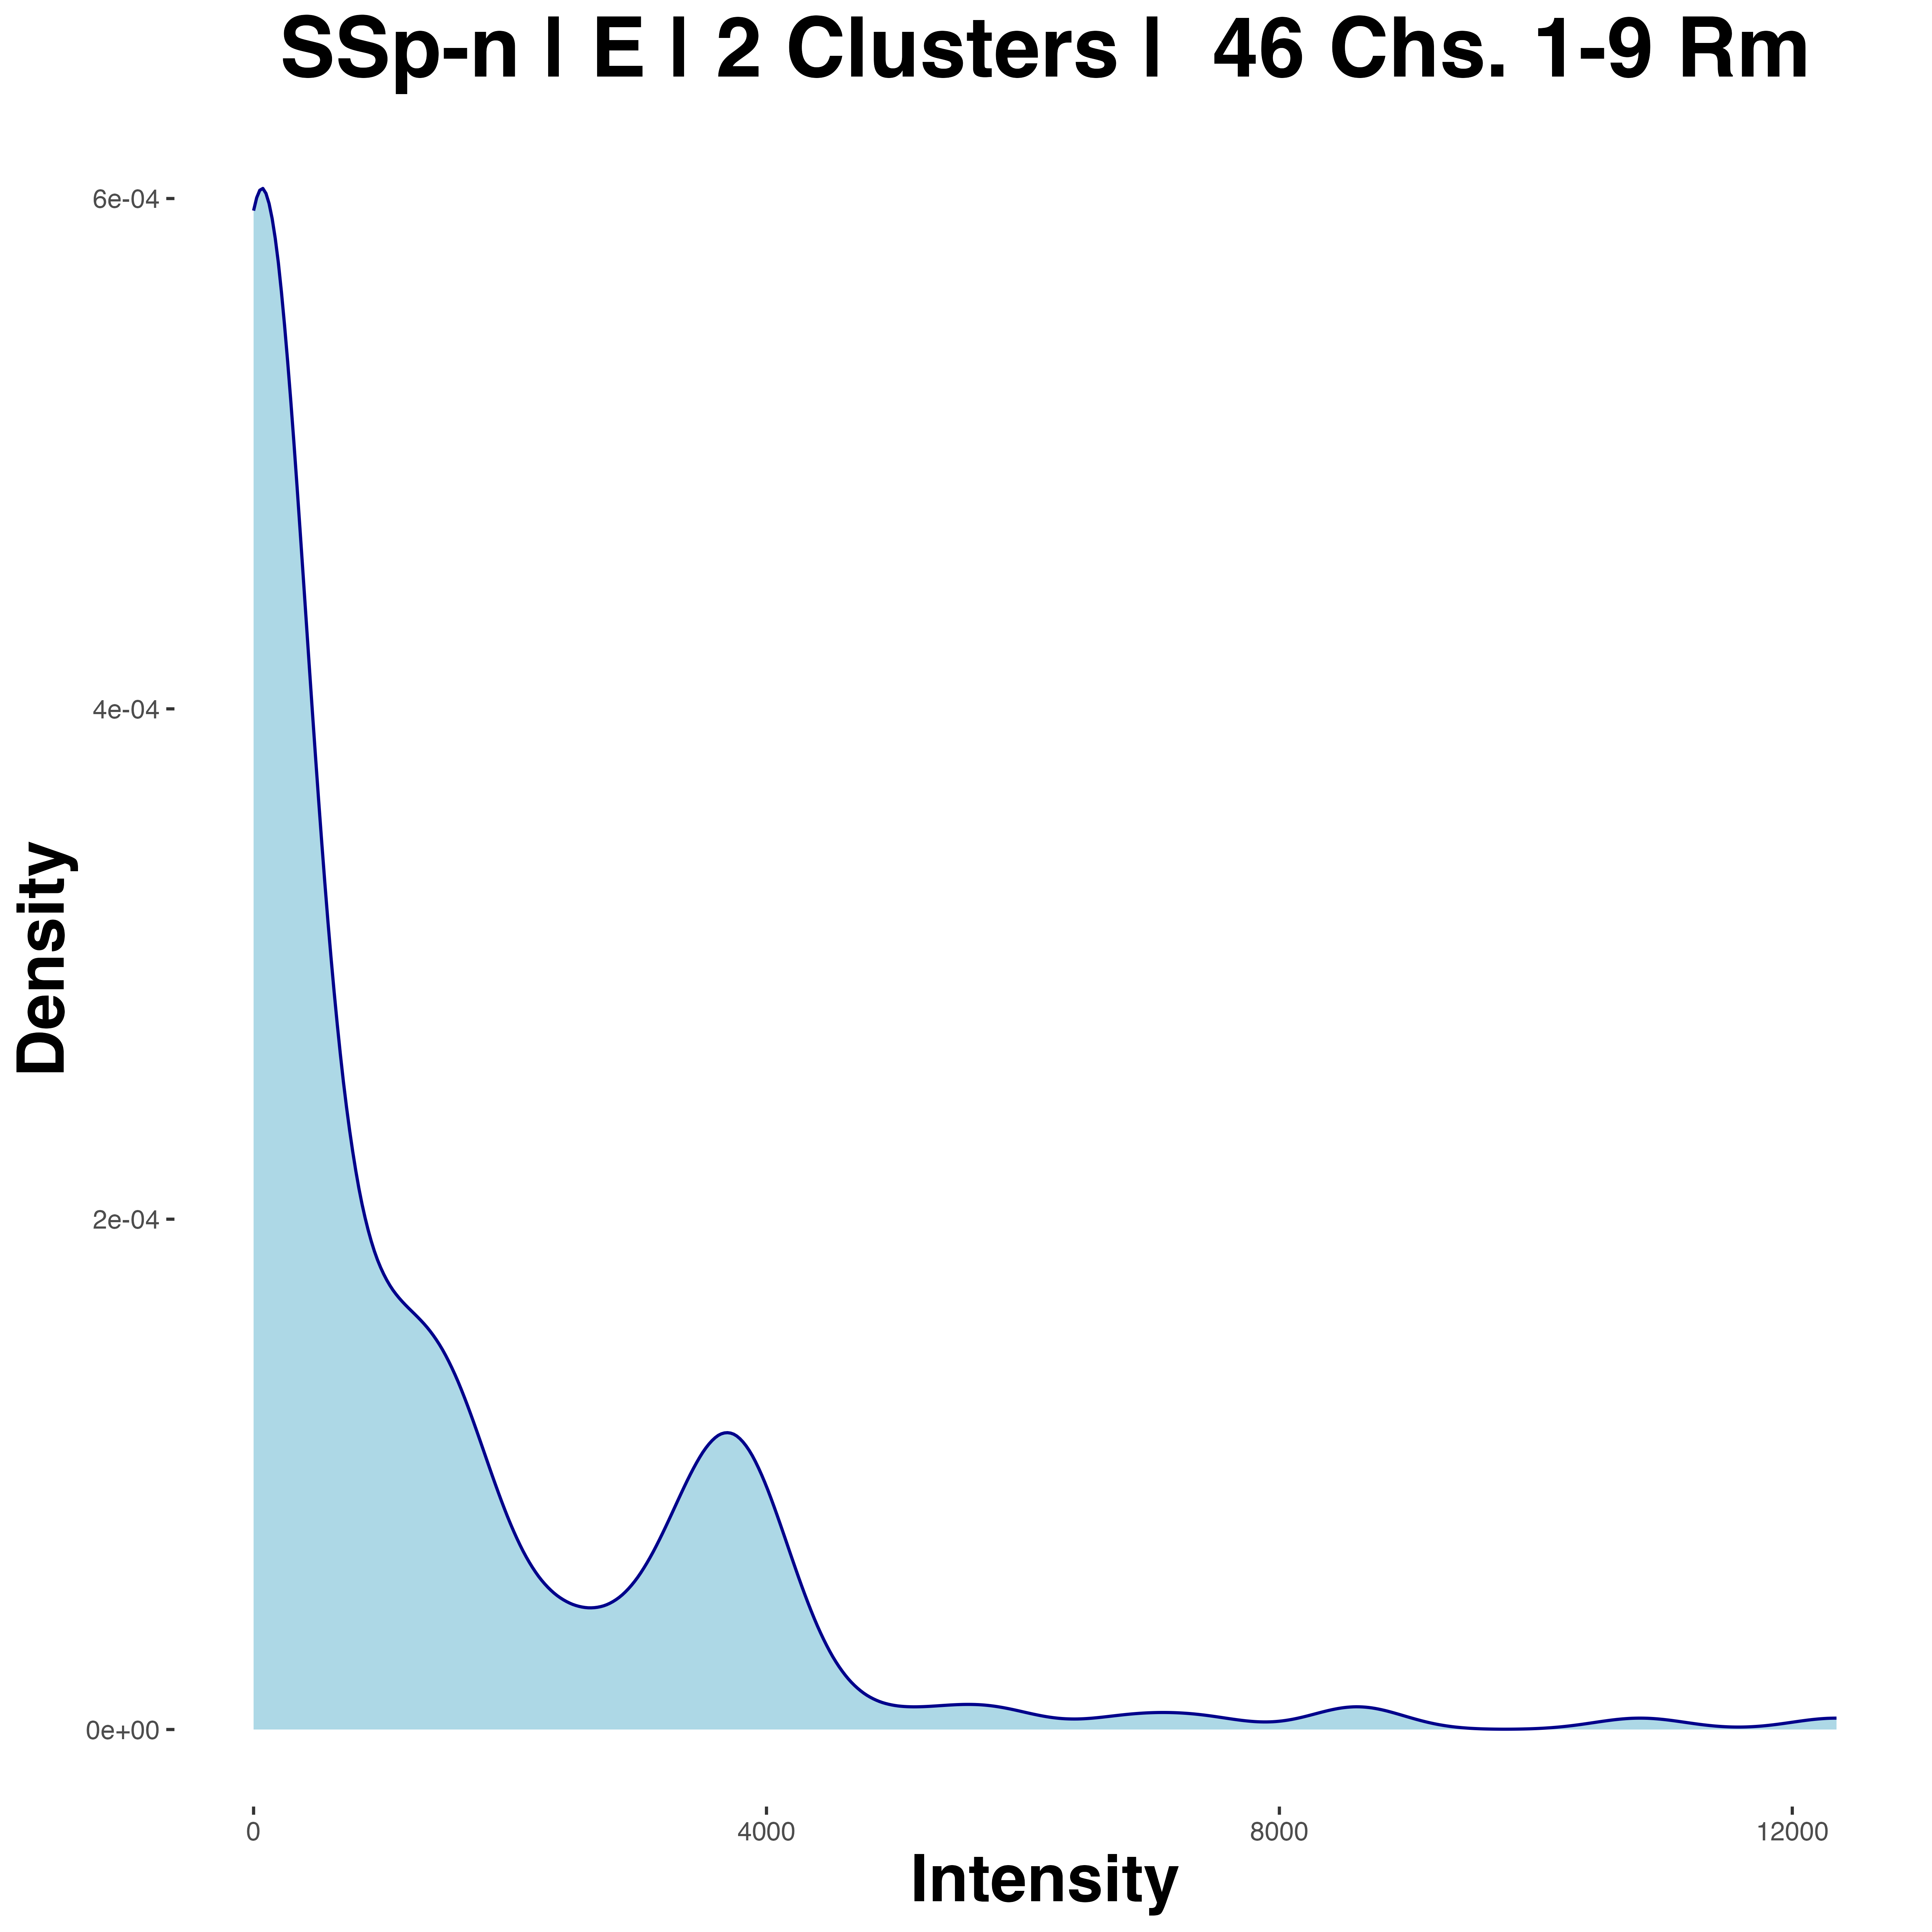 SSp-n | E | 2 Clusters |  46 Chs. 1-9 Rm
6e-04
4e-04
2e-04
0e+00
Density
0 4000 8000 12000
Intensity